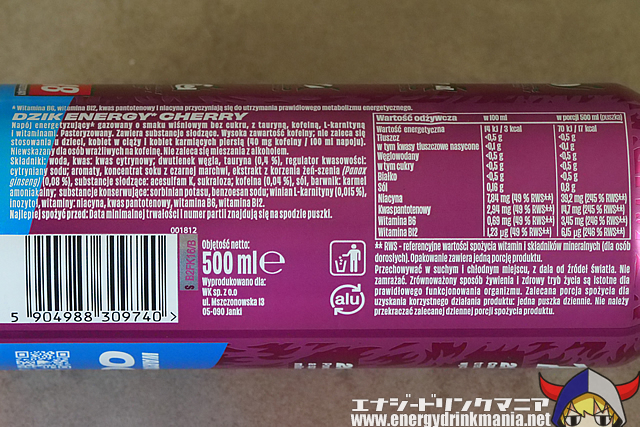 * Witamina B6, witamina B12, kwas pantotenowy i niacyna przyczyniają się do utrzymania prawidłowego metabolizmu energetycznego.
DZIK ENERGY® CHERRY
Napój energetyzujący* gazowany o smaku wiśniowym bez cukru, z tauryną, kofeiną, L-karnityną
i witaminami. Pasteryzowany. Zawiera substancje słodzące. Wysoka zawartość kofeiny; nie zaleca się
stosowania u dzieci, kobiet w ciąży i kobiet karmiących piersią (40 mg kofeiny / 100 ml napoju).
Niewskazany dla osób wrażliwych na kofeinę. Nie zaleca się mieszania z alkoholem.
Składniki: woda, kwas: kwas cytrynowy; dwutlenek węgla, tauryna (0,4 %), regulator kwasowości:
cytryniany sodu; aromaty, koncentrat soku z czarnej marchwi, ekstrakt z korzenia żeń-szenia (Panax
ginseng) (0,08 %), substancje słodzące: acesulfam K, sukraloza; kofeina (0,04 %), sól, barwnik: karmel
amoniakalny; substancje konserwujące: sorbinian potasu, benzoesan sodu; winian L-karnityny (0,015 %),
inozytol, witaminy: niacyna, kwas pantotenowy, witamina B6, witamina B12.
Najlepiej spożyć przed: Data minimalnej trwałości i numer partii znajdują się na spodzie puszki.
001812
5 904988 309740 >
$ B2FK16/B
Objętość netto:
500 ml e
Wyprodukowano dla:
WK sp. z o.o
ul. Mszczonowska 13
05-090 Janki
alu
Wartość odżywcza w 100 ml w porcji 500 ml (puszka)
Wartość energetyczna 14 kJ / 3 kcal 70 kJ / 17 kcal
Tłuszcz <0,5 g <0,5 g
w tym kwasy tłuszczowe nasycone <0,1 g <0,1 g
Węglowodany <0,5 g <0,5 g
w tym cukry <0,5 g <0,5 g
Białko <0,5 g <0,5 g
Sól 0,16 g 0,8 g
Niacyna 7,84 mg (49 % RWS**) 39,2 mg (245 % RWS**)
Kwas pantotenowy 2,94 mg (49 % RWS**) 14,7 mg (245 % RWS**)
Witamina B6 0,69 mg (49 % RWS**) 3,45 mg (246 % RWS**)
Witamina B12 1,23 µg (49 % RWS**) 6,15 µg (246 % RWS**)
** RWS - referencyjne wartości spożycia witamin i składników mineralnych (dla osób
dorosłych). Opakowanie zawiera jedną porcję produktu.
Przechowywać w suchym i chłodnym miejscu, z dala od źródeł światła. Nie
zamrażać. Zrównoważony sposób żywienia i zdrowy tryb życia są istotne dla
prawidłowego funkcjonowania organizmu. Zalecana porcja spożycia dla
uzyskania korzystnego działania produktu: jedna puszka dziennie. Nie należy
przekraczać zalecanej dziennej porcji spożycia produktu.
エナジードリンクマニア
www.energydrinkmania.net